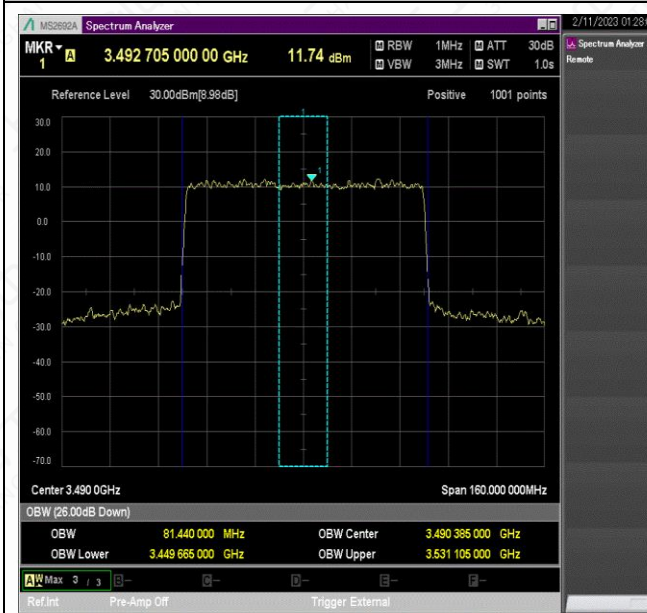 MS2692A Spectrum Analyzer
2/11/2023 01:28:
MKR 1 A 3.492 705 000 00 GHz 11.74 dBm
RBW 1MHz ATT 30dB
VBW 3MHz SWT 1.0s
Spectrum Analyzer
Remote
Reference Level 30.00dBm[8.98dB] Positive 1001 points
1
30.0
20.0
1
10.0
0.0
-10.0
-20.0
-30.0
-40.0
-50.0
-60.0
-70.0
Center 3.490 0GHz Span 160.000 000MHz
OBW (26.00dB Down)
OBW 81.440 000 MHz OBW Center 3.490 385 000 GHz
OBW Lower 3.449 665 000 GHz OBW Upper 3.531 105 000 GHz
A W Max 3 / 3 B- C- D- E- F-
Ref.Int Pre-Amp Off Trigger External